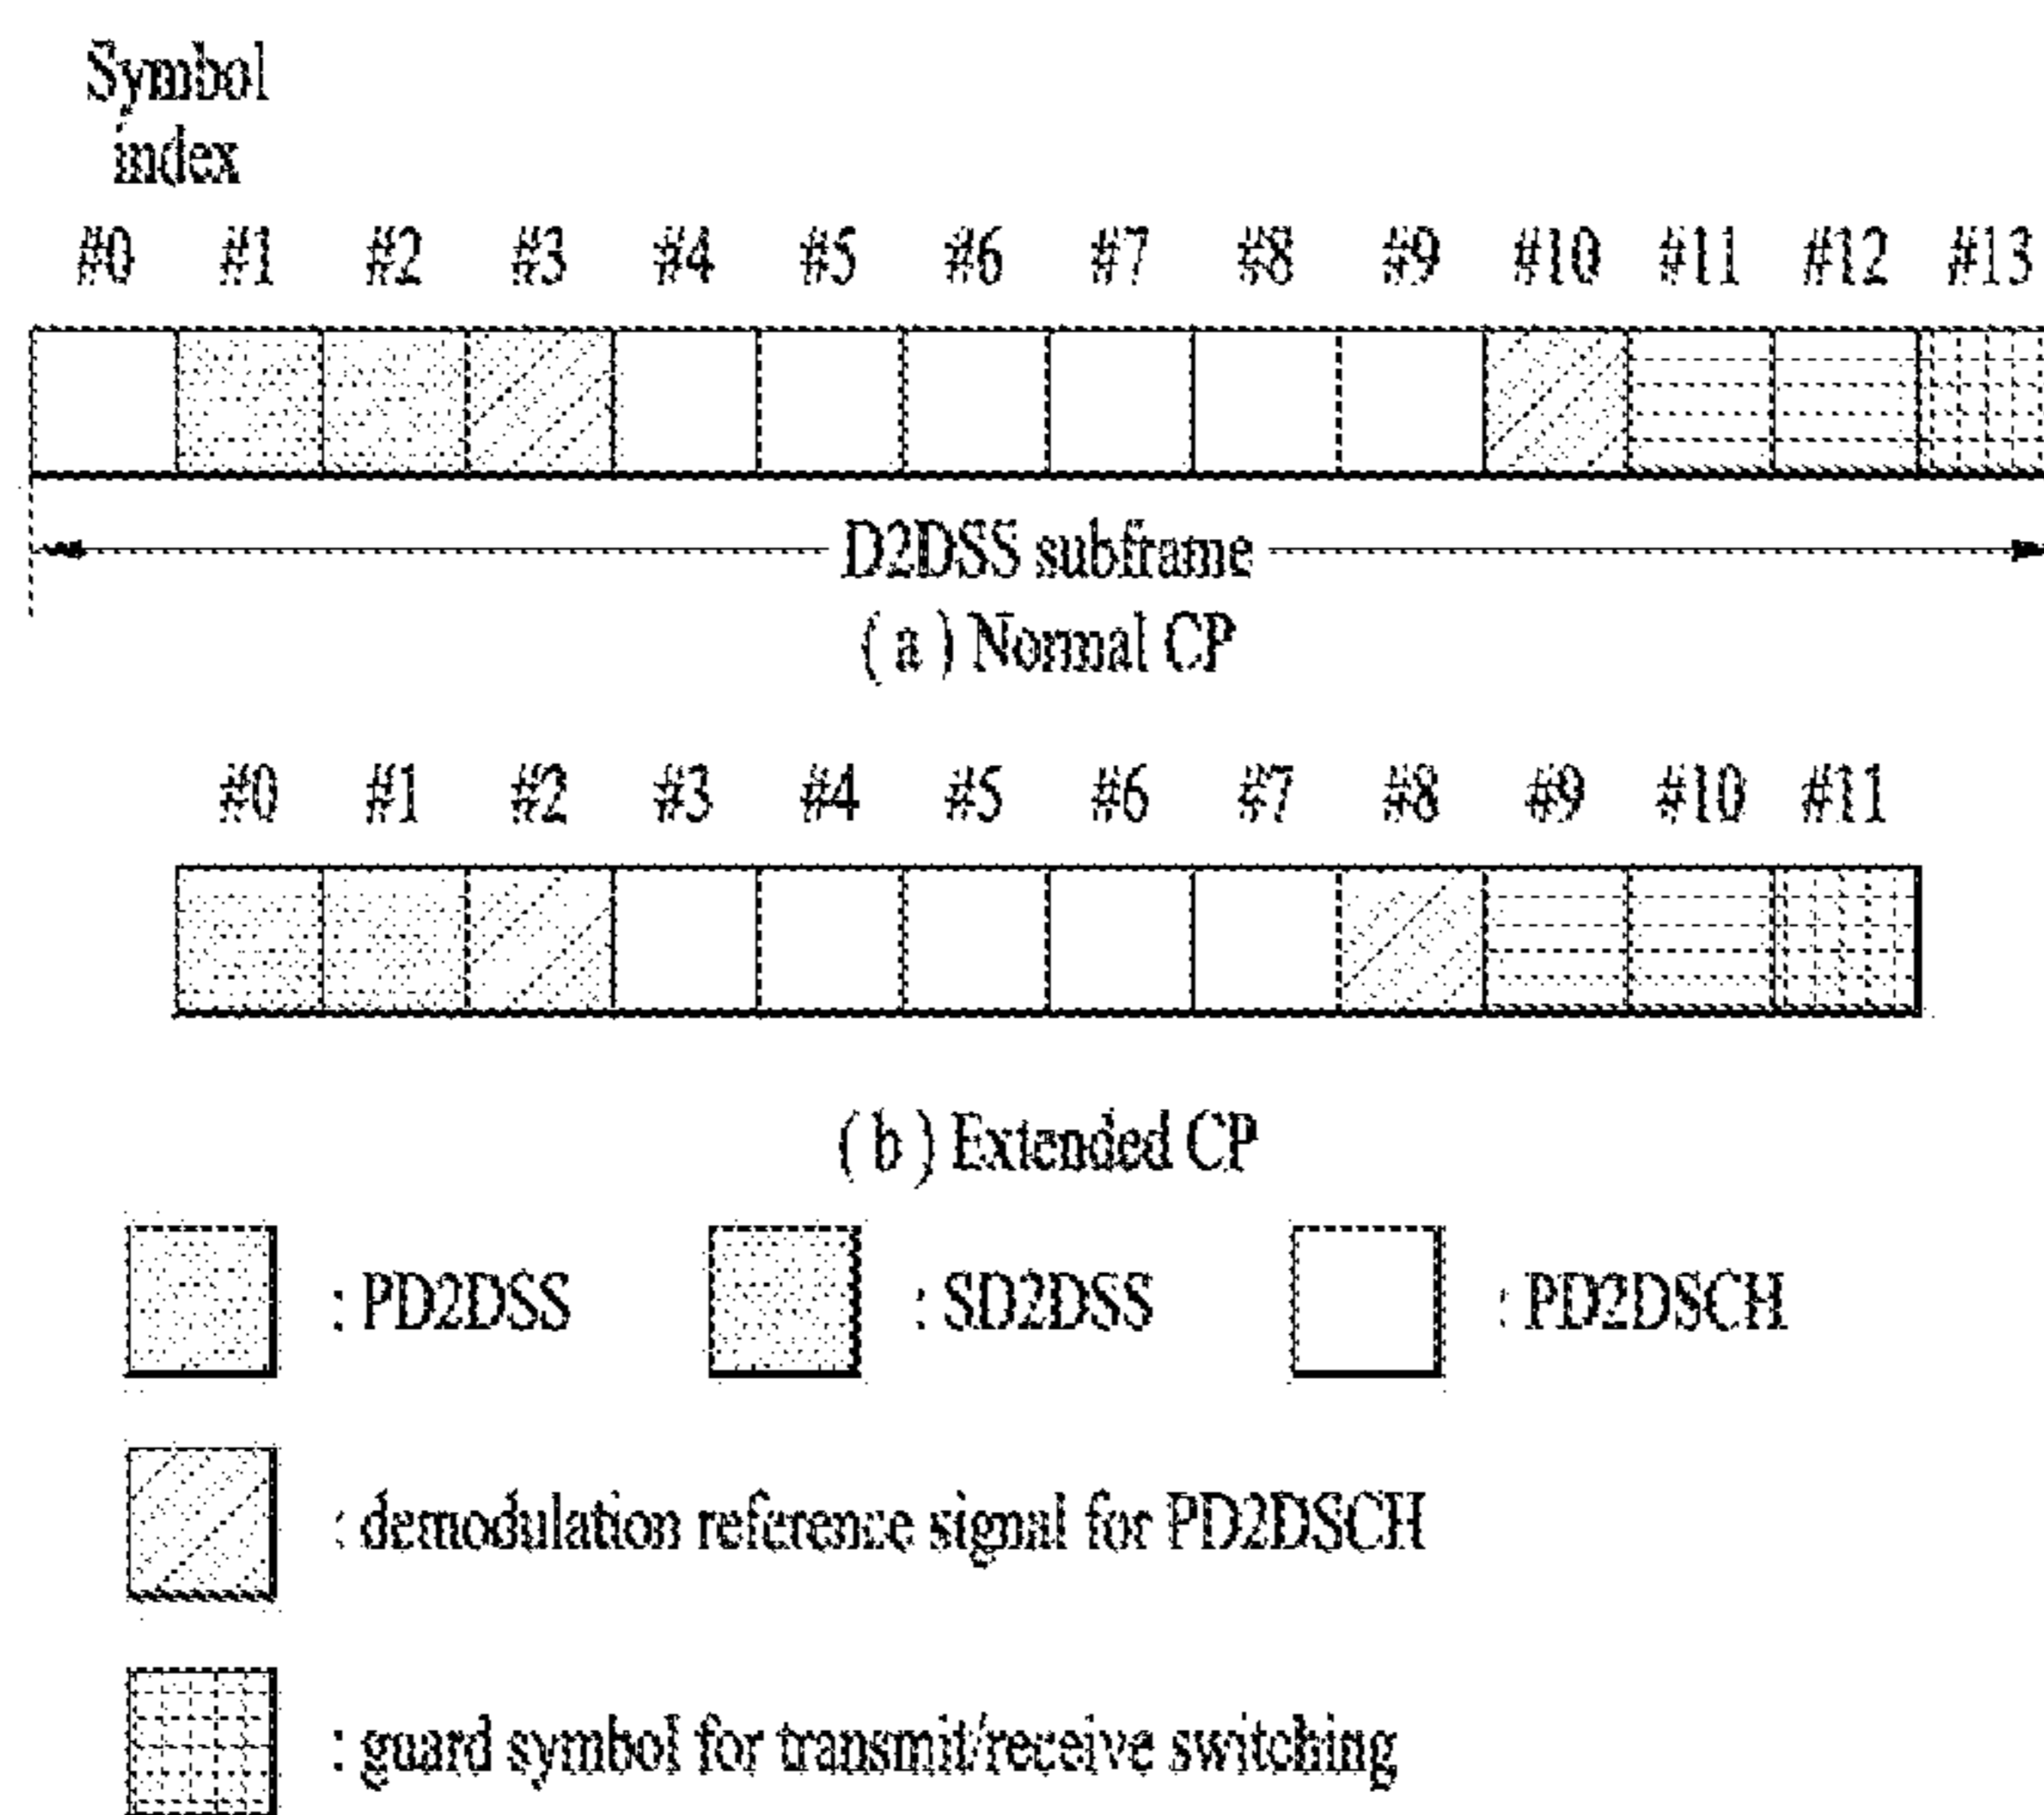 Symbol
index
#0 #1 #2 #3 #4 #5 #6 #7 #8 #9 #10 #11 #12 #13
D2DSS subframe
( a ) Normal CP
#0 #1 #2 #3 #4 #5 #6 #7 #8 #9 #10 #11
( b ) Extended CP
: PD2DSS : SD2DSS : PD2DSCH
: demodulation reference signal for PD2DSCH
: guard symbol for transmit/receive switching